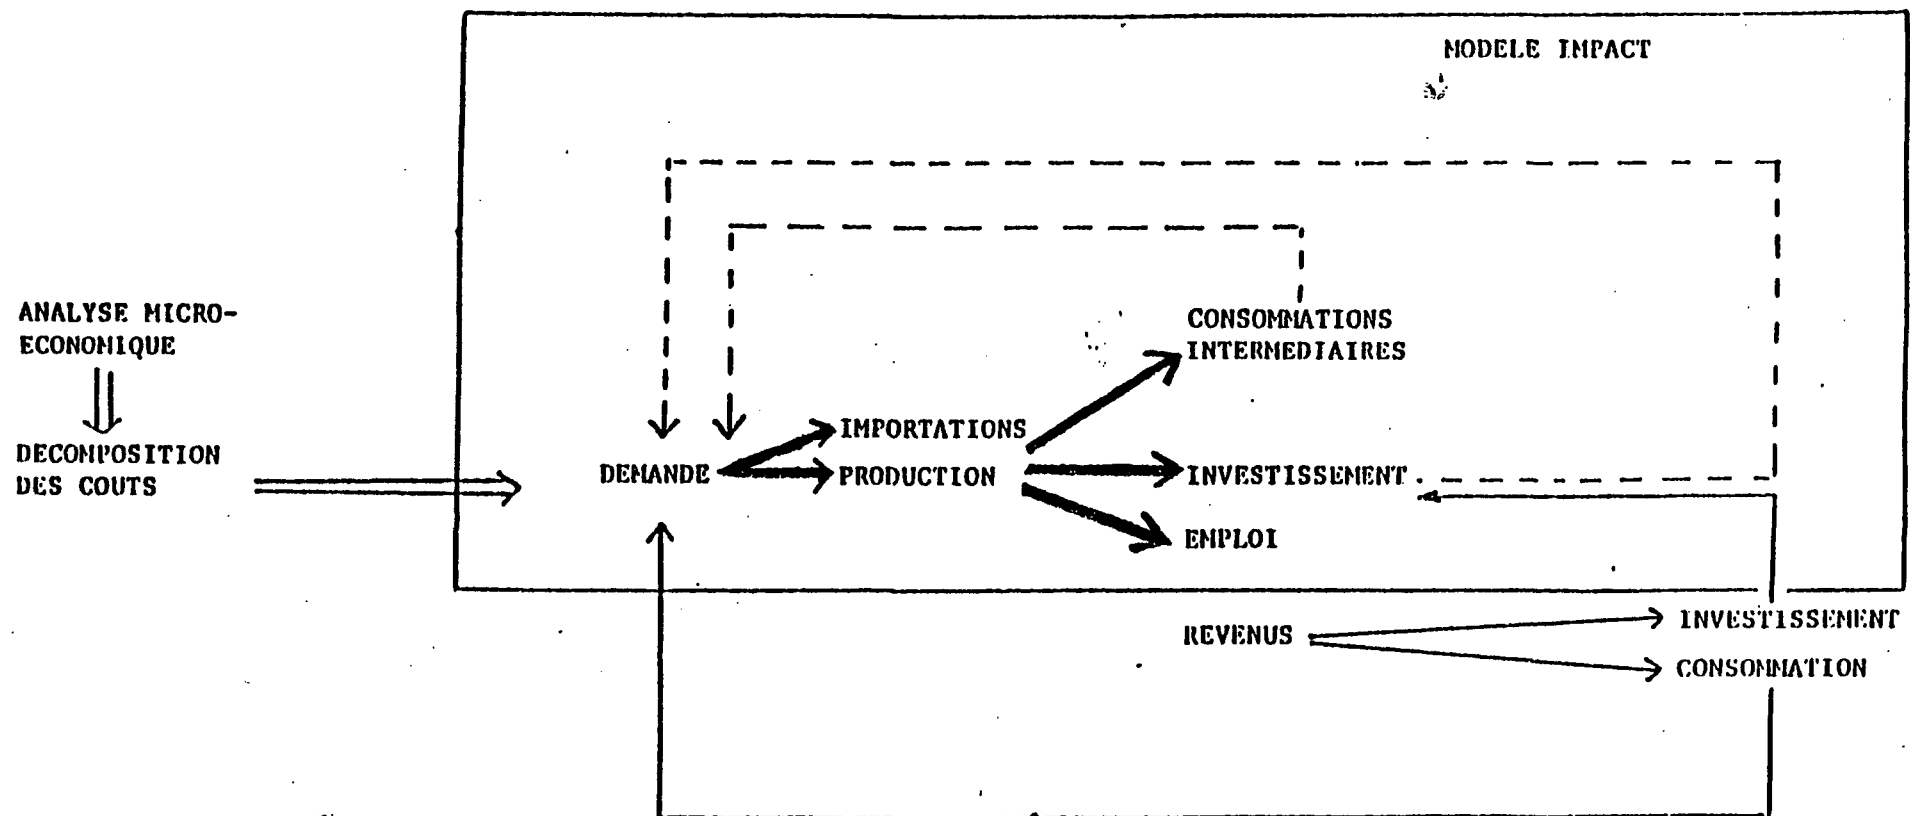 MODELE IMPACT
ANALYSE MICRO-
ECONOMIQUE
DECOMPOSITION
DES COUTS
CONSOMMATIONS
INTERMEDIAIRES
IMPORTATIONS
DEMANDE
PRODUCTION
INVESTISSEMENT
EMPLOI
REVENUS
INVESTISSEMENT
CONSOMMATION